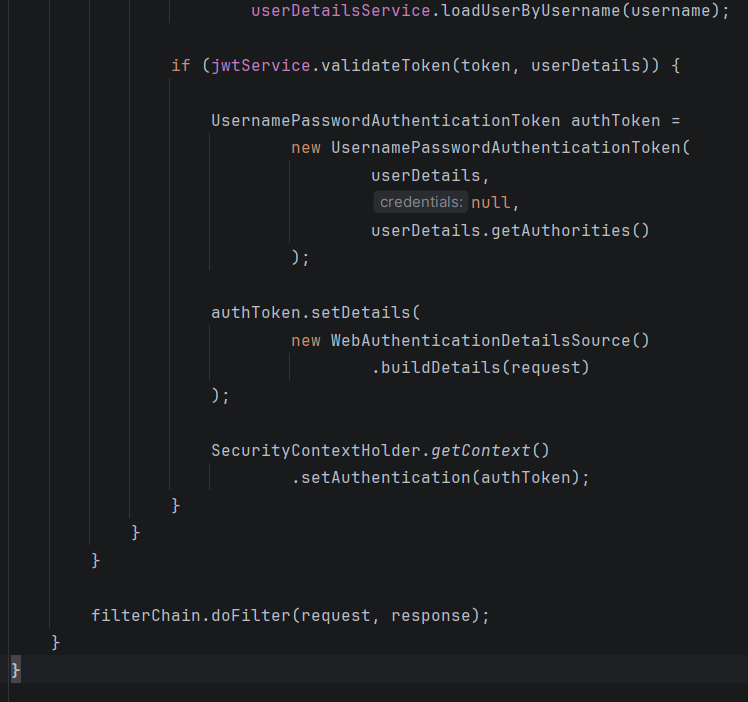 userDetailsService.loadUserByUsername(username);
if (jwtService.validateToken(token, userDetails)) {
UsernamePasswordAuthenticationToken authToken =
new UsernamePasswordAuthenticationToken(
userDetails,
credentials: null,
userDetails.getAuthorities()
);
authToken.setDetails(
new WebAuthenticationDetailsSource()
.buildDetails(request)
);
SecurityContextHolder.getContext()
.setAuthentication(authToken);
}
}
}
filterChain.doFilter(request, response);
}
}